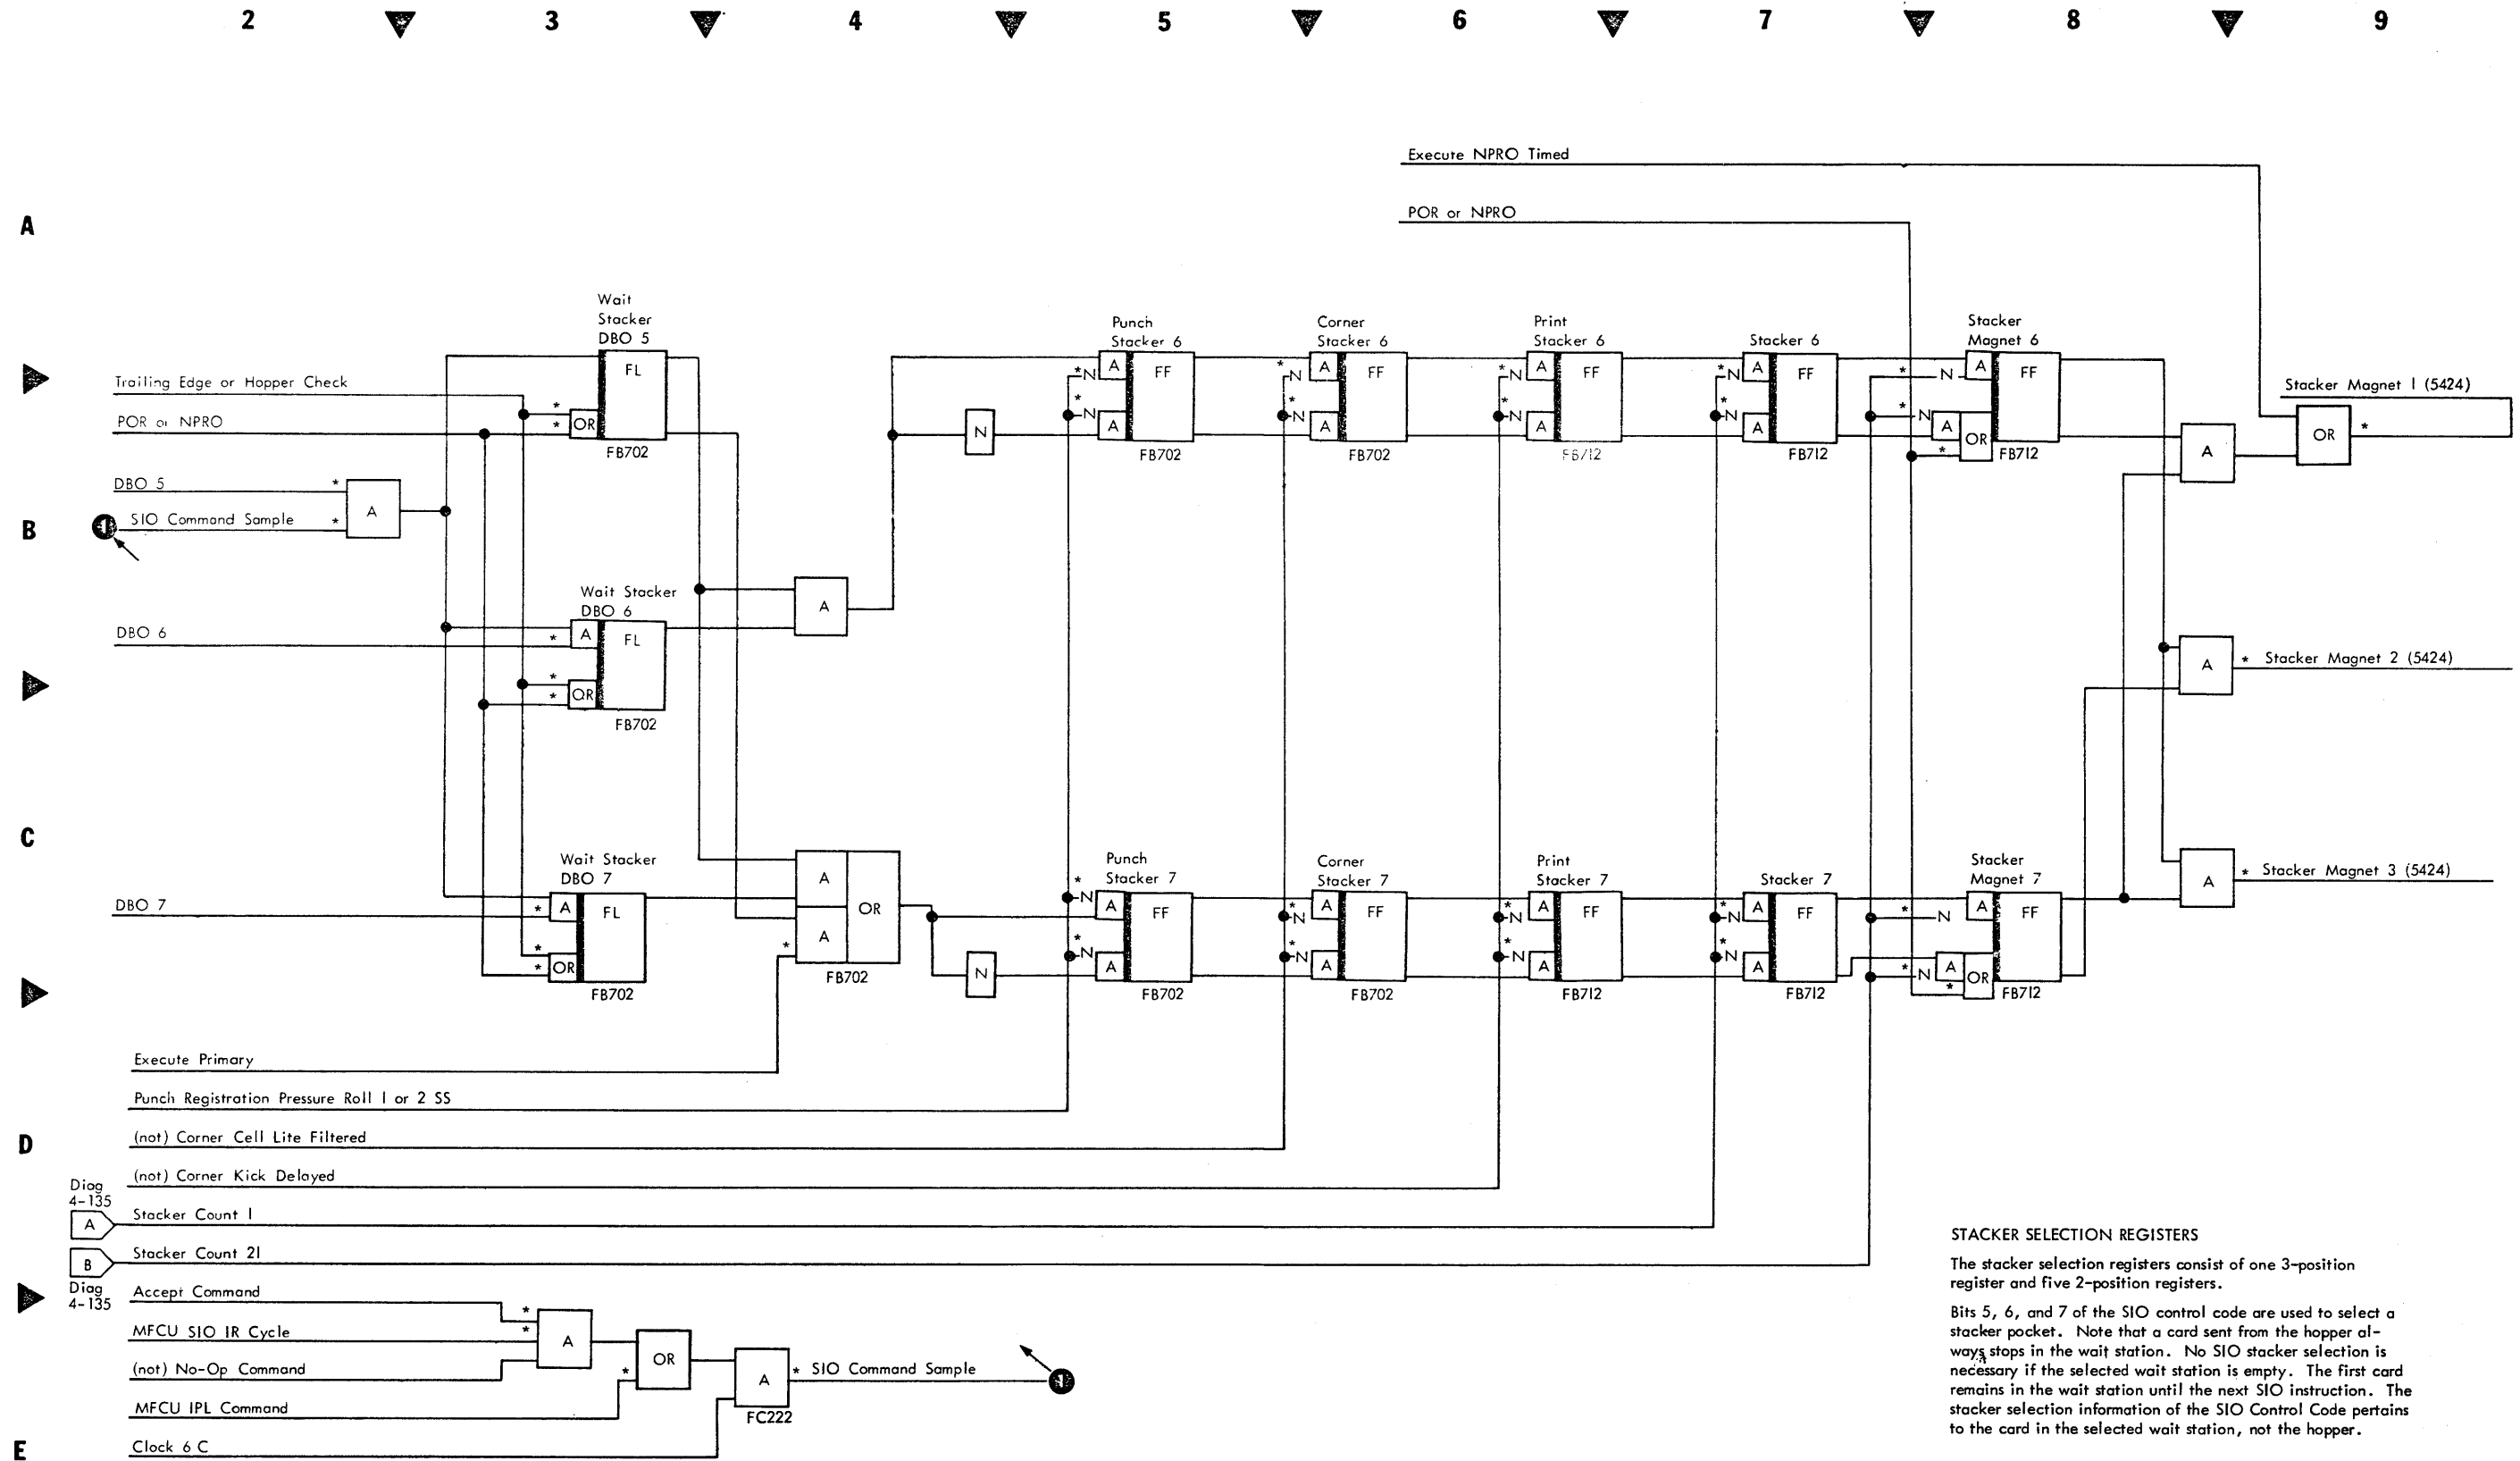 2 3 4 5 6 7 8 9
Execute NPRO Timed
A
POR or NPRO
Wait
Stacker
DBO 5
Punch
Stacker 6
Corner
Stacker 6
Print
Stacker 6
Stacker 6
Stacker
Magnet 6
FL
* N A FF
* N A FF
* N A FF
* N A FF
* N A FF
Trailing Edge or Hopper Check
Stacker Magnet 1 (5424)
*
* OR
POR or NPRO
N
* N A
* N A
* N A
* N A
* N A OR
*
A
OR *
FB702
FB702
FB702
FB712
FB712
FB712
DBO 5 *
A
B
1 SIO Command Sample *
Wait Stacker
DBO 6
A
DBO 6 * A FL
A * Stacker Magnet 2 (5424)
*
* OR
FB702
C
Wait Stacker
DBO 7
Punch
Stacker 7
Corner
Stacker 7
Print
Stacker 7
Stacker 7
Stacker
Magnet 7
A * Stacker Magnet 3 (5424)
DBO 7 * A FL
A
OR
* A
* N A FF
* N A FF
* N A FF
* N A FF
* N A FF
*
* OR
N
* N A
* N A
* N A
* N A
* N A OR
*
FB702
FB702
FB702
FB702
FB712
FB712
FB712
Execute Primary
Punch Registration Pressure Roll 1 or 2 SS
D
(not) Corner Cell Lite Filtered
(not) Corner Kick Delayed
Diag
4-135
A Stacker Count 1
B Stacker Count 21
Diag
4-135
Accept Command *
MFCU SIO IR Cycle *
A
(not) No-Op Command
OR
*
MFCU IPL Command
A * SIO Command Sample 1
FC222
E
Clock 6 C
STACKER SELECTION REGISTERS
The stacker selection registers consist of one 3-position
register and five 2-position registers.
Bits 5, 6, and 7 of the SIO control code are used to select a
stacker pocket. Note that a card sent from the hopper al-
ways stops in the wait station. No SIO stacker selection is
necessary if the selected wait station is empty. The first card
remains in the wait station until the next SIO instruction. The
stacker selection information of the SIO Control Code pertains
to the card in the selected wait station, not the hopper.